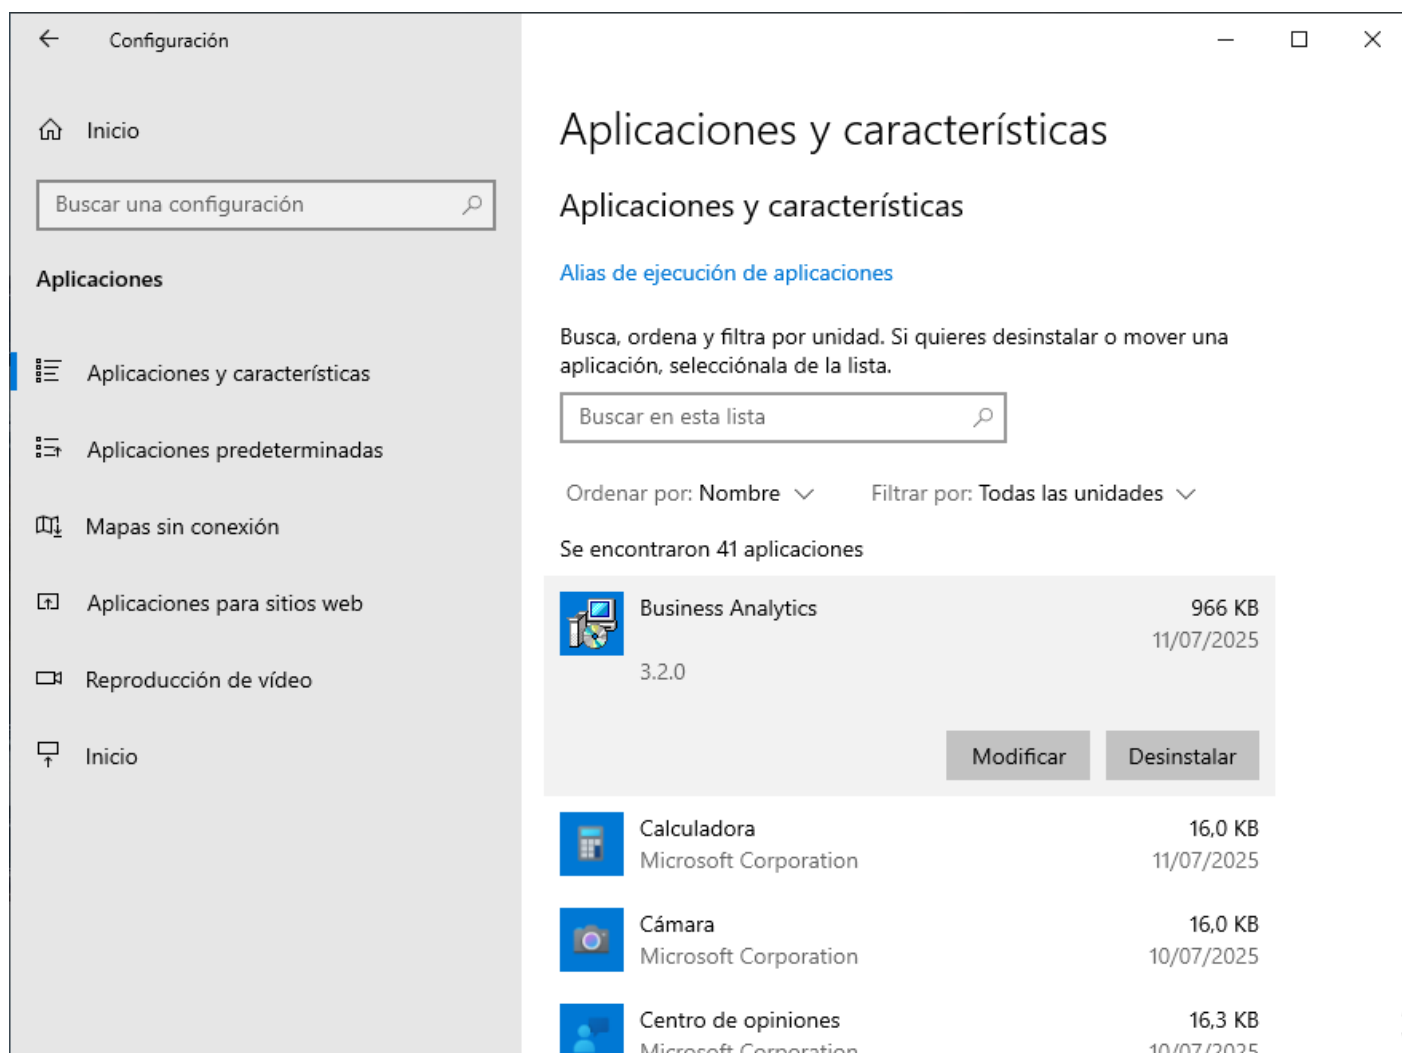 Configuración
Inicio
Buscar una configuración
Aplicaciones
Aplicaciones y características
Aplicaciones predeterminadas
Mapas sin conexión
Aplicaciones para sitios web
Reproducción de vídeo
Inicio
Aplicaciones y características
Aplicaciones y características
Alias de ejecución de aplicaciones
Busca, ordena y filtra por unidad. Si quieres desinstalar o mover una
aplicación, selecciónala de la lista.
Buscar en esta lista
Ordenar por: Nombre Filtrar por: Todas las unidades
Se encontraron 41 aplicaciones
Business Analytics 966 KB
11/07/2025
3.2.0
Modificar Desinstalar
Calculadora 16,0 KB
Microsoft Corporation 11/07/2025
Cámara 16,0 KB
Microsoft Corporation 10/07/2025
Centro de opiniones 16,3 KB
Microsoft Corporation 10/07/2025